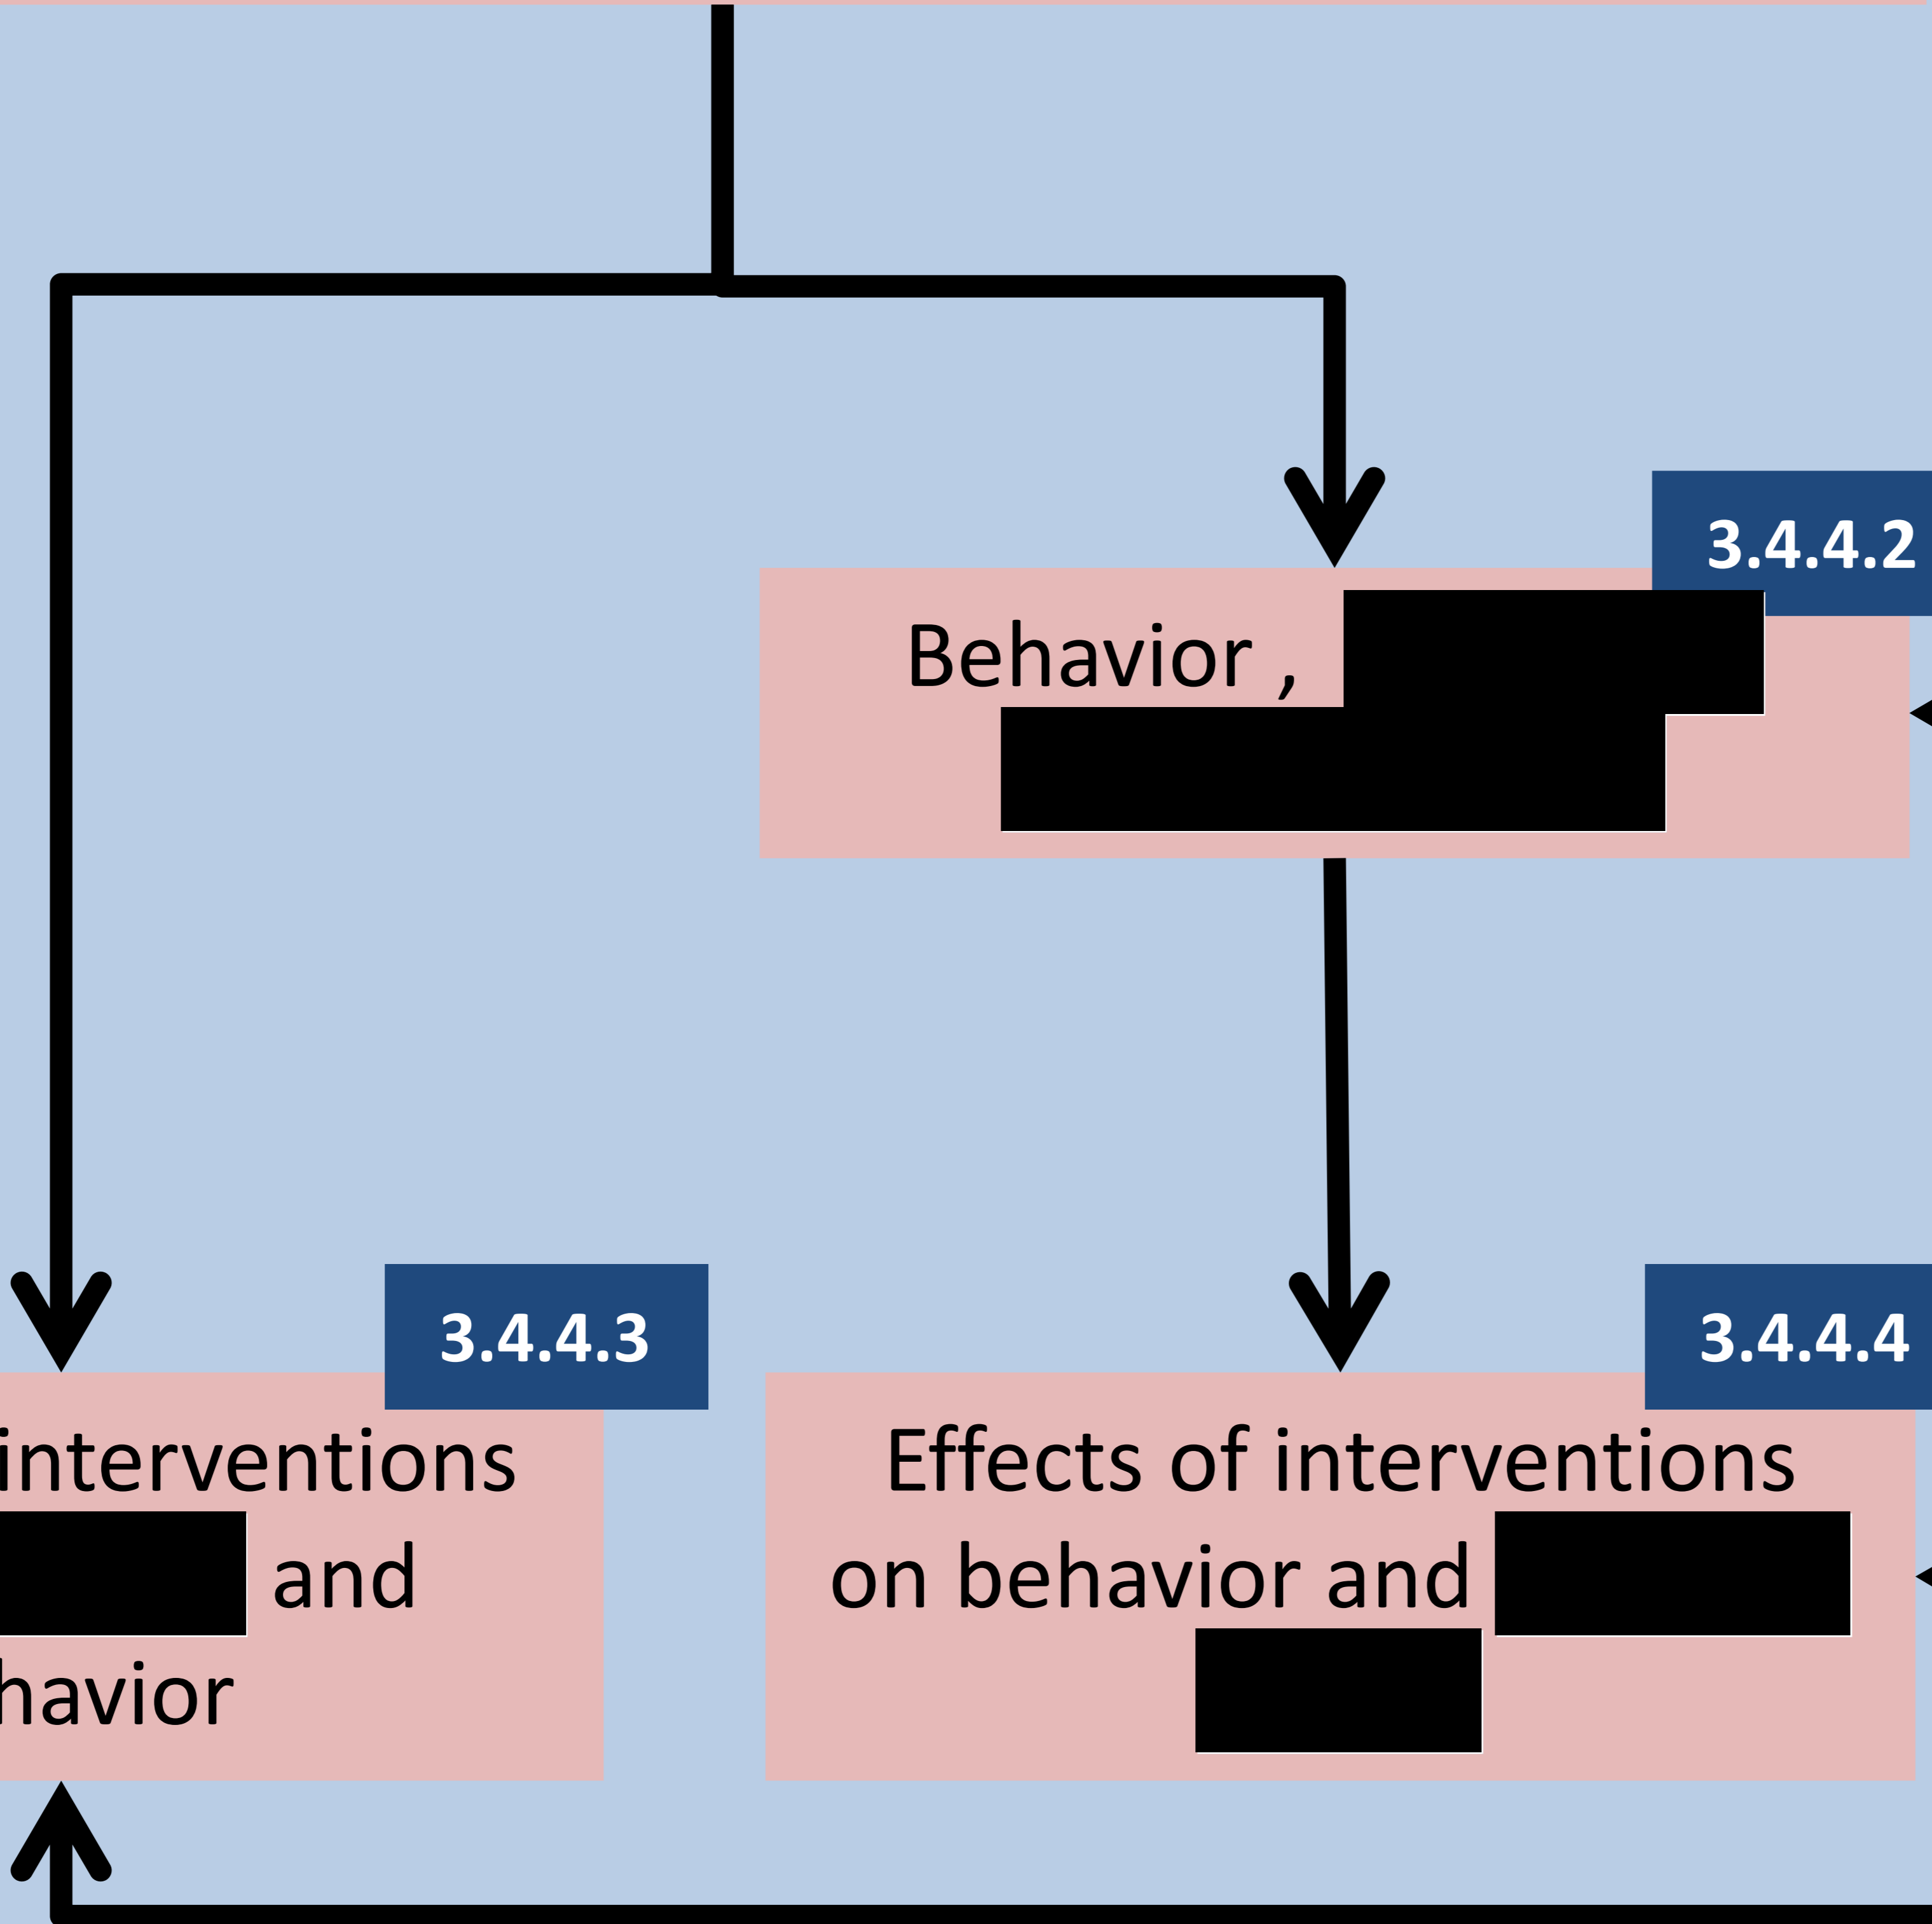 3.4.4.2
Behavior ,
3.4.4.3
interventions
and
3.4.4.4
Effects of interventions
on behavior and